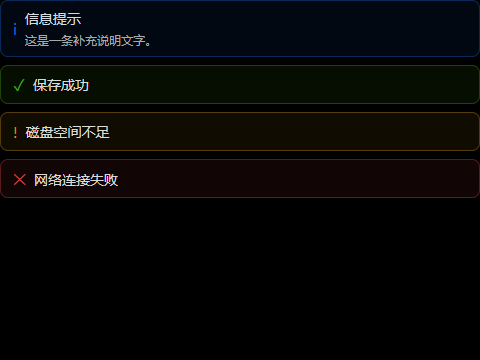 信息提示
这是一条补充说明文字。
保存成功
! 磁盘空间不足
网络连接失败